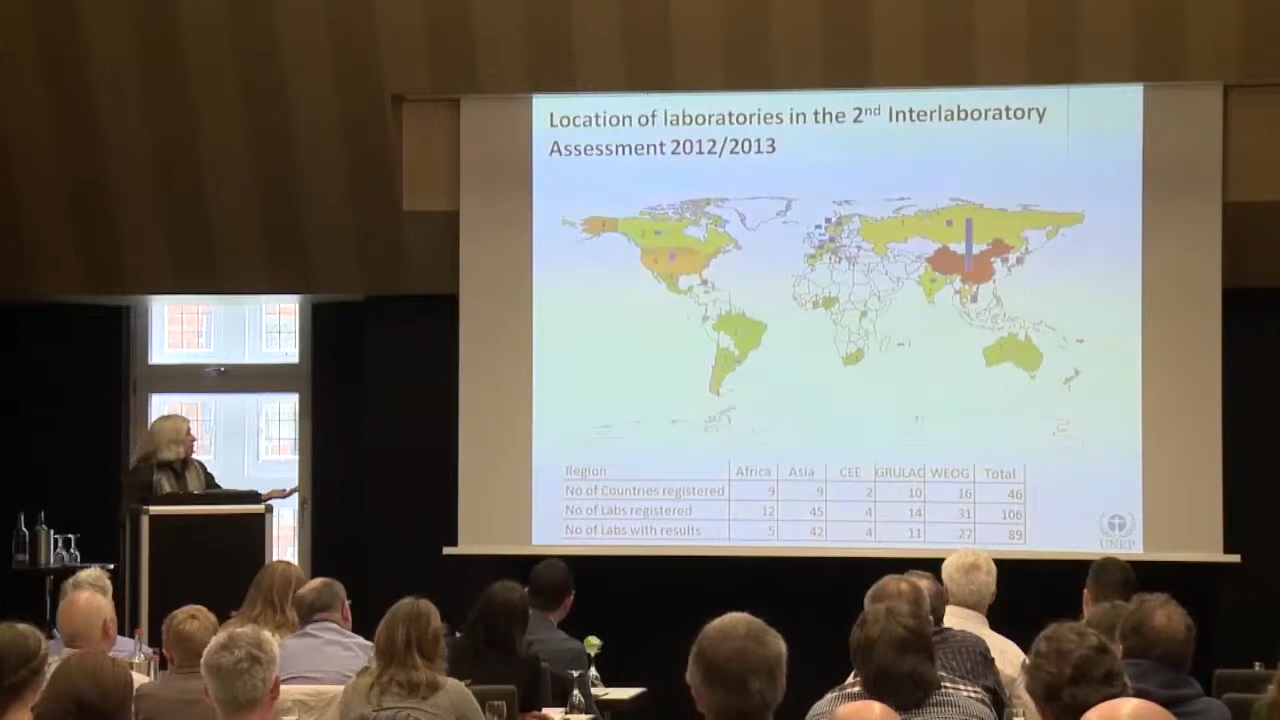 Location of laboratories in the 2nd Interlaboratory
Assessment 2012/2013
Region Africa Asia CEE GRULAC WEOG Total
No of Countries registered 9 9 2 10 16 46
No of Labs registered 12 45 4 14 31 106
No of Labs with results 5 42 4 11 27 89
UNEP